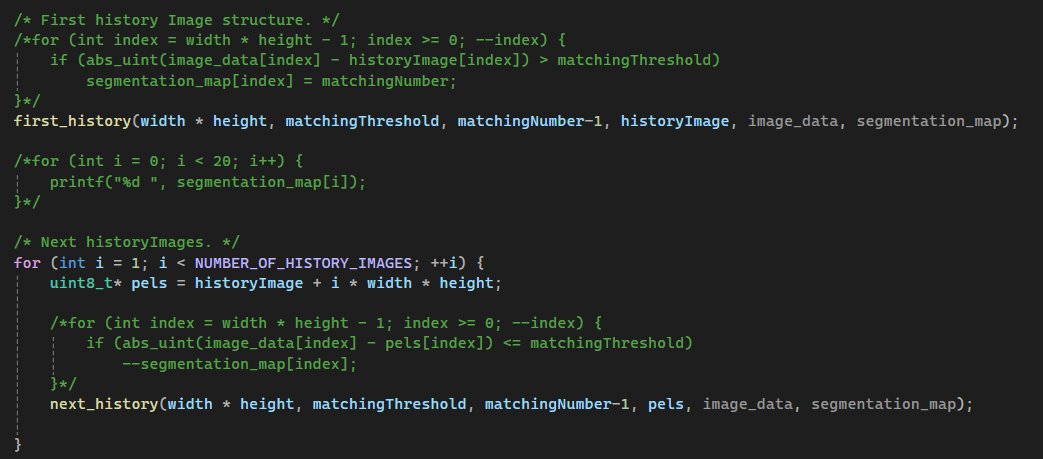 /* First history Image structure. */
/*for (int index = width * height - 1; index >= 0; --index) {
    if (abs_uint(image_data[index] - historyImage[index]) > matchingThreshold)
        segmentation_map[index] = matchingNumber;
}*/
first_history(width * height, matchingThreshold, matchingNumber-1, historyImage, image_data, segmentation_map);

/*for (int i = 0; i < 20; i++) {
    printf("%d ", segmentation_map[i]);
}*/

/* Next historyImages. */
for (int i = 1; i < NUMBER_OF_HISTORY_IMAGES; ++i) {
    uint8_t* pels = historyImage + i * width * height;

    /*for (int index = width * height - 1; index >= 0; --index) {
        if (abs_uint(image_data[index] - pels[index]) <= matchingThreshold)
            --segmentation_map[index];
    }*/
    next_history(width * height, matchingThreshold, matchingNumber-1, pels, image_data, segmentation_map);

}